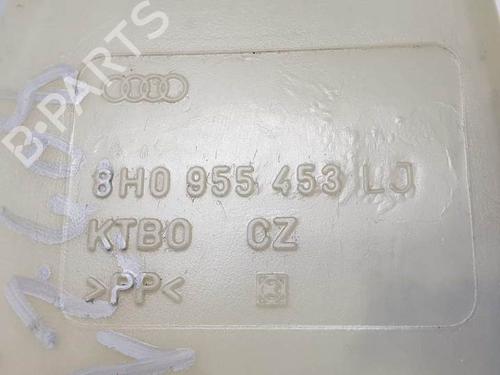 B-PARTS
8H0 955 453 LJ
KTBO CZ
>PP<